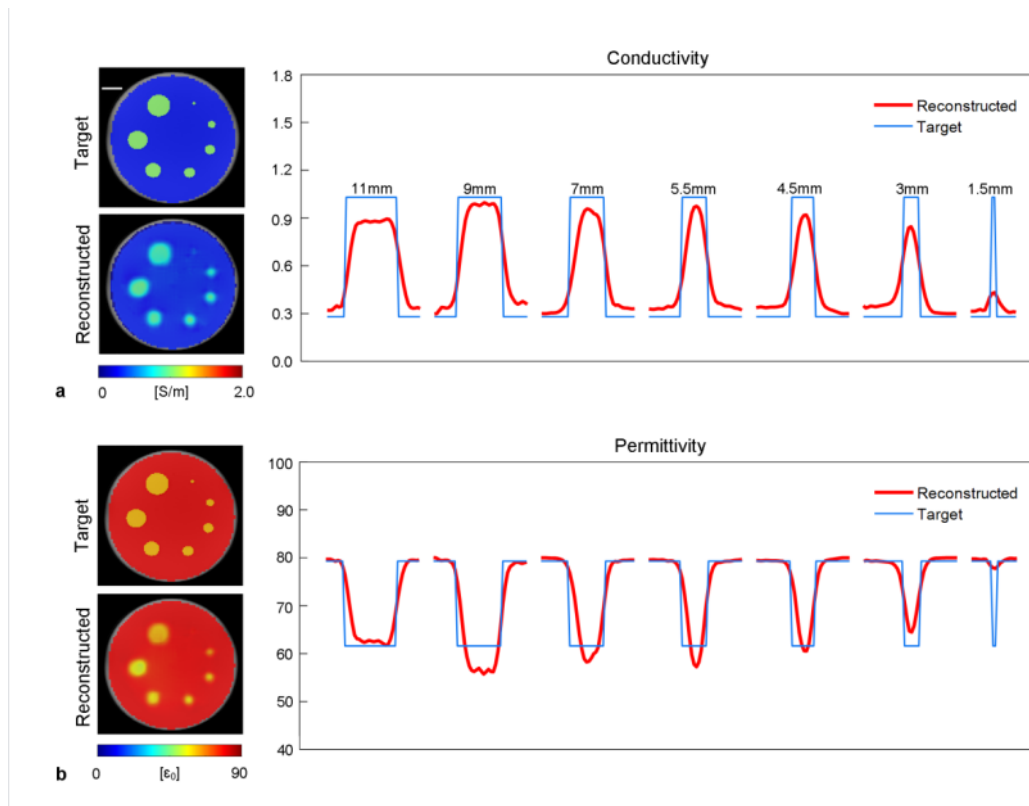 Conductivity
Target
Reconstructed
1.8
1.5
1.2
0.9
0.6
0.3
0.0
Reconstructed
Target
11mm
9mm
7mm
5.5mm
4.5mm
3mm
1.5mm
0 [S/m] 2.0
a
Permittivity
Target
Reconstructed
100
90
80
70
60
50
40
Reconstructed
Target
0 [ε₀] 90
b